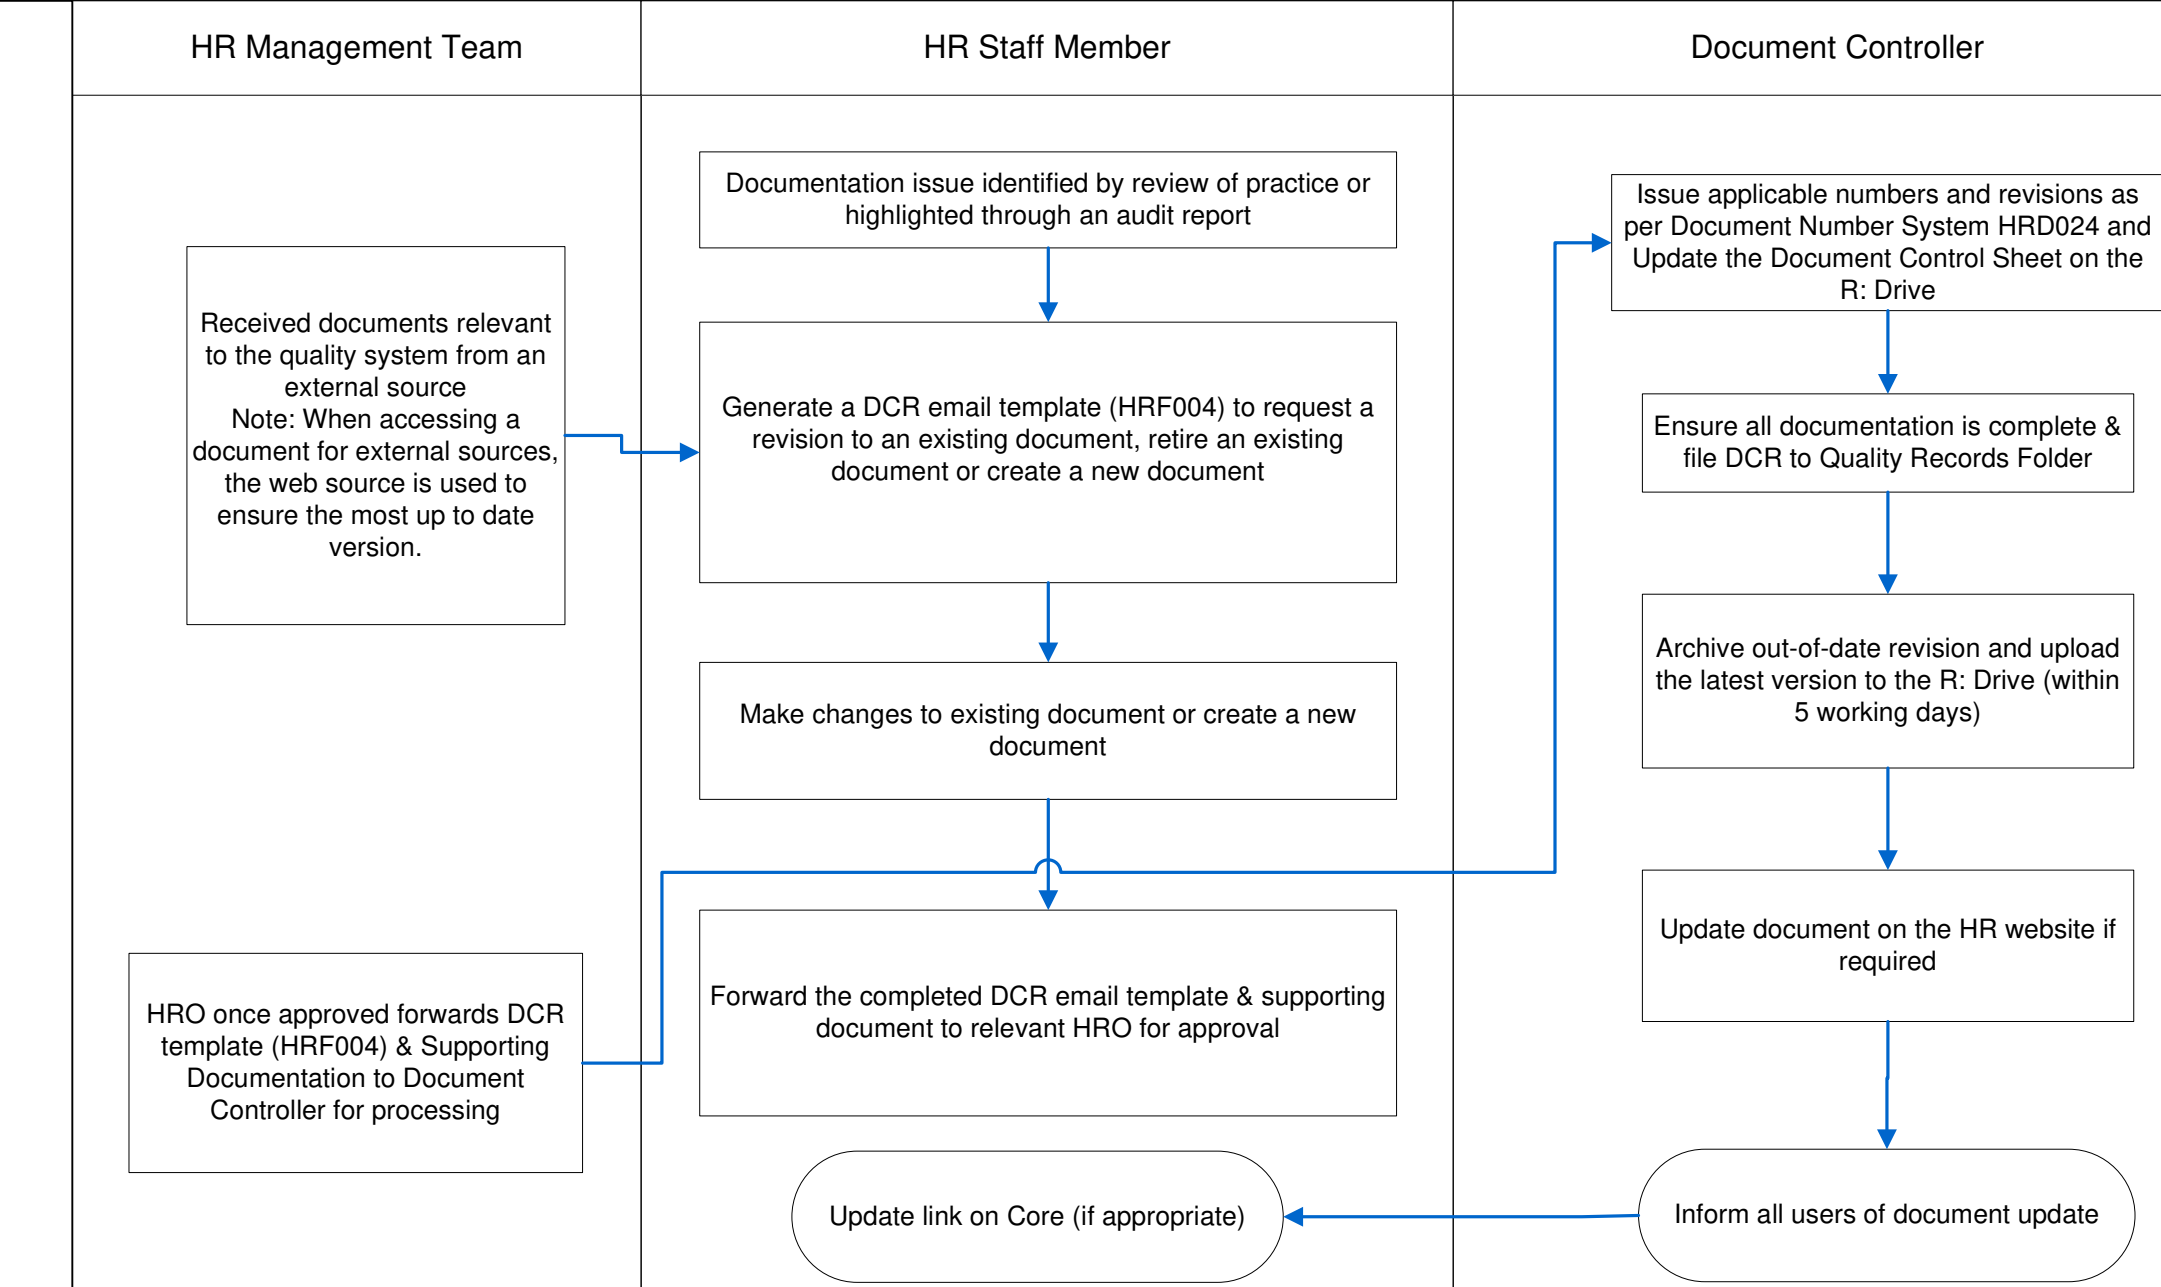 HR Management Team
HR Staff Member
Document Controller
Received documents relevant
to the quality system from an
external source
Note: When accessing a
document for external sources,
the web source is used to
ensure the most up to date
version.
HRO once approved forwards DCR
template (HRF004) & Supporting
Documentation to Document
Controller for processing
Documentation issue identified by review of practice or
highlighted through an audit report
Generate a DCR email template (HRF004) to request a
revision to an existing document, retire an existing
document or create a new document
Make changes to existing document or create a new
document
Forward the completed DCR email template & supporting
document to relevant HRO for approval
Update link on Core (if appropriate)
Issue applicable numbers and revisions as
per Document Number System HRD024 and
Update the Document Control Sheet on the
R: Drive
Ensure all documentation is complete &
file DCR to Quality Records Folder
Archive out-of-date revision and upload
the latest version to the R: Drive (within
5 working days)
Update document on the HR website if
required
Inform all users of document update